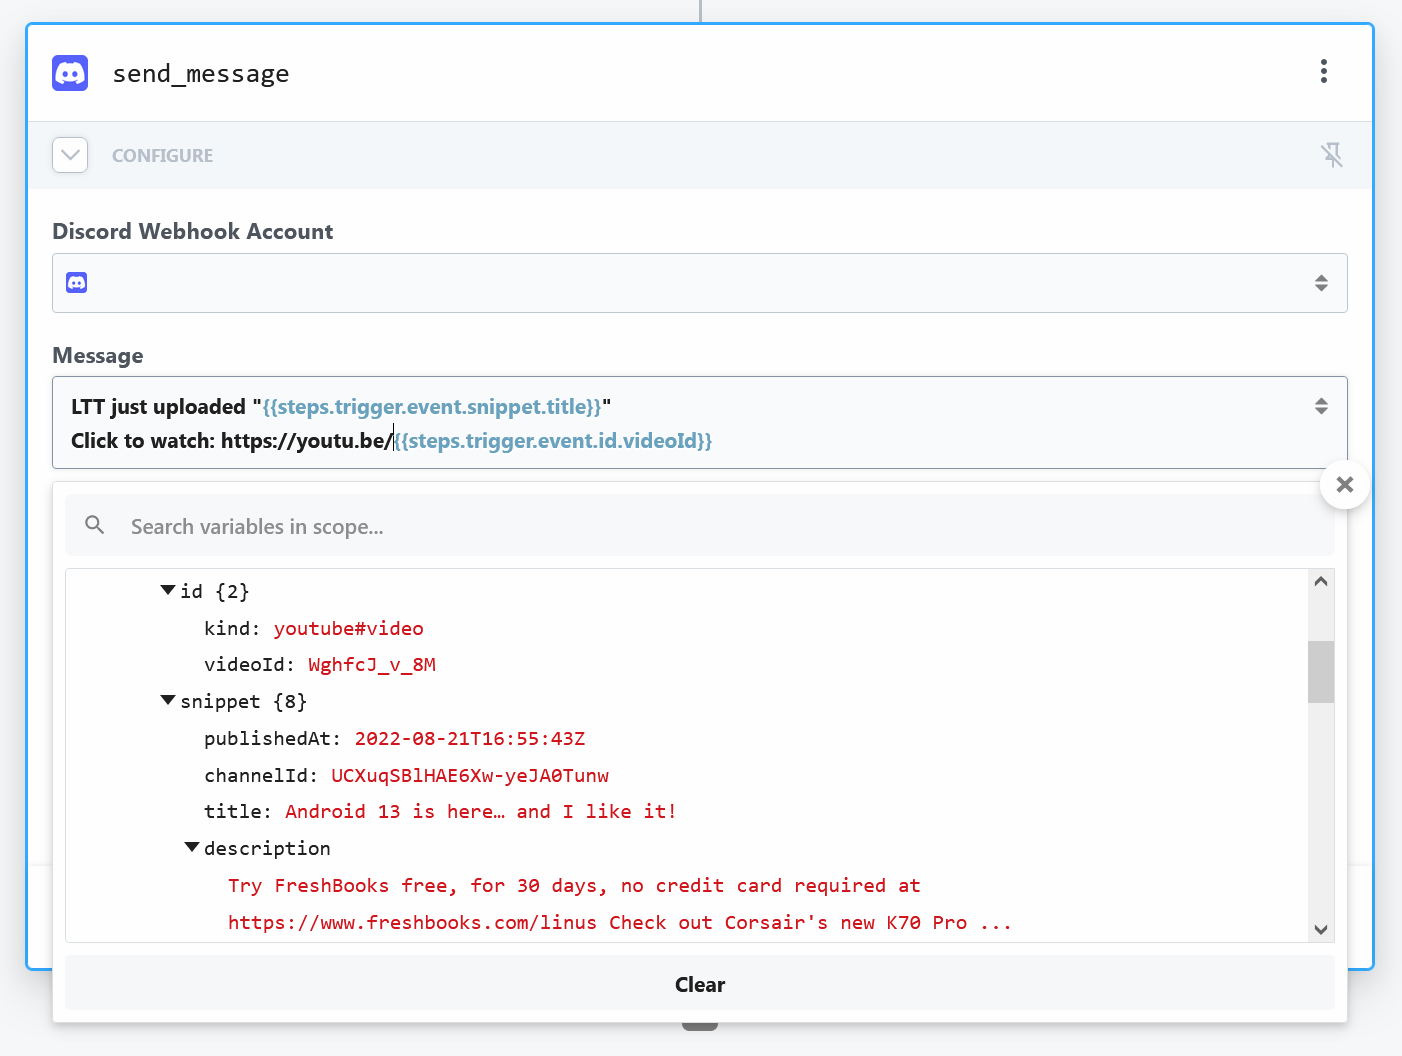 send_message
CONFIGURE
Discord Webhook Account
Message
LTT just uploaded "{{steps.trigger.event.snippet.title}}"
Click to watch: https://youtu.be/{{steps.trigger.event.id.videoId}}
Search variables in scope...
id {2}
kind: youtube#video
videoId: WghfcJ_v_8M
snippet {8}
publishedAt: 2022-08-21T16:55:43Z
channelId: UCXuqSBlHAE6Xw-yeJA0Tunw
title: Android 13 is here… and I like it!
description
Try FreshBooks free, for 30 days, no credit card required at
https://www.freshbooks.com/linus Check out Corsair's new K70 Pro ...
Clear